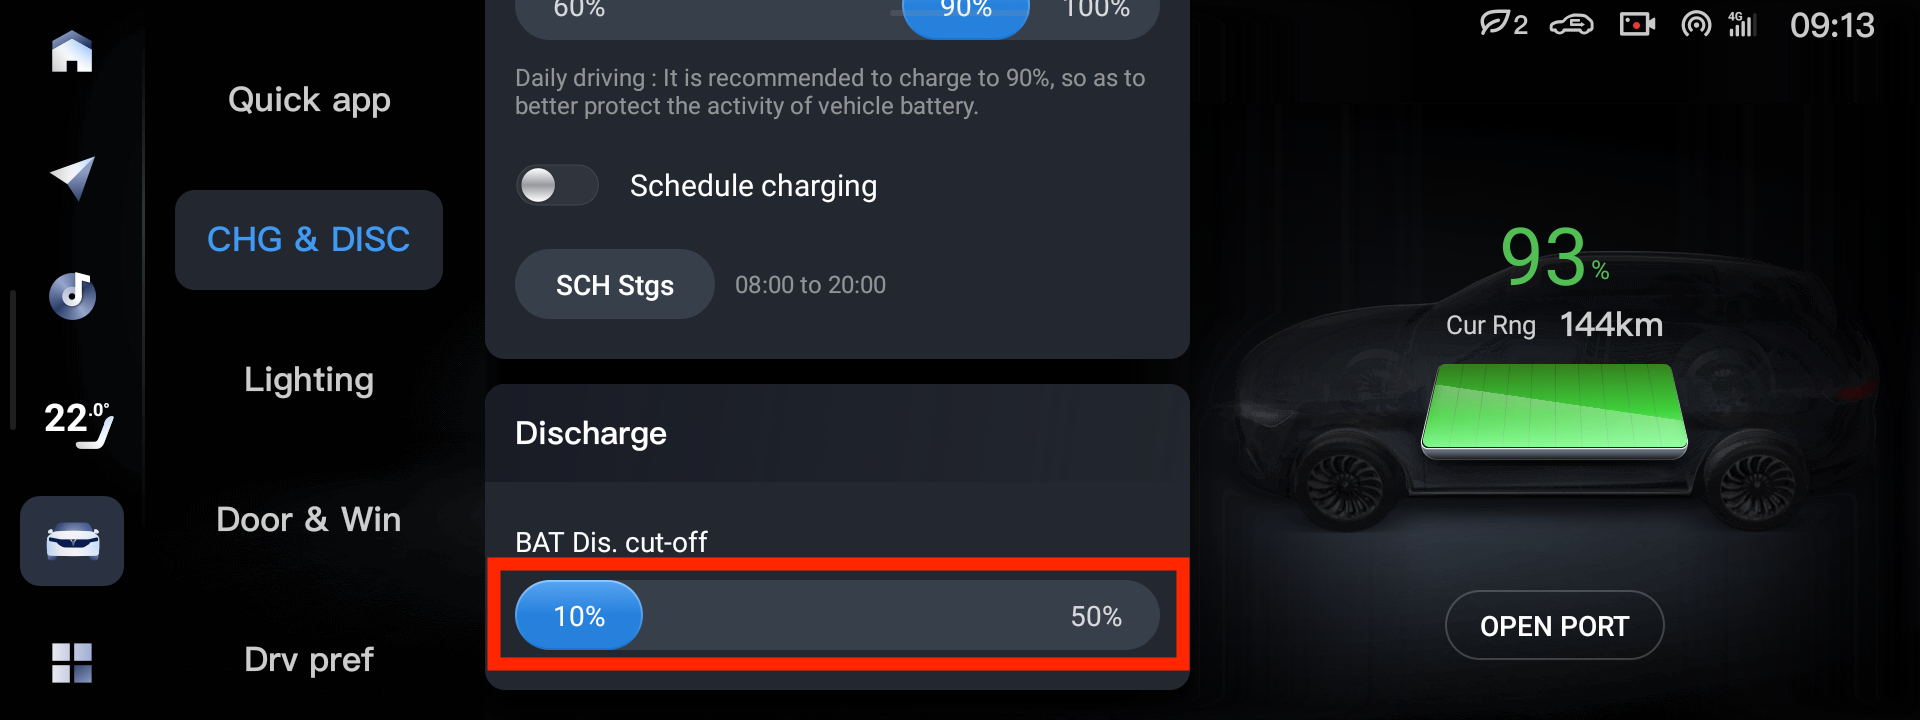 60% 90% 100%
Daily driving : It is recommended to charge to 90%, so as to
better protect the activity of vehicle battery.
Schedule charging
SCH Stgs 08:00 to 20:00
Discharge
BAT Dis. cut-off
10% 50%
22.0°
Quick app
CHG & DISC
Lighting
Door & Win
Drv pref
2 4G 09:13
93%
Cur Rng 144km
OPEN PORT